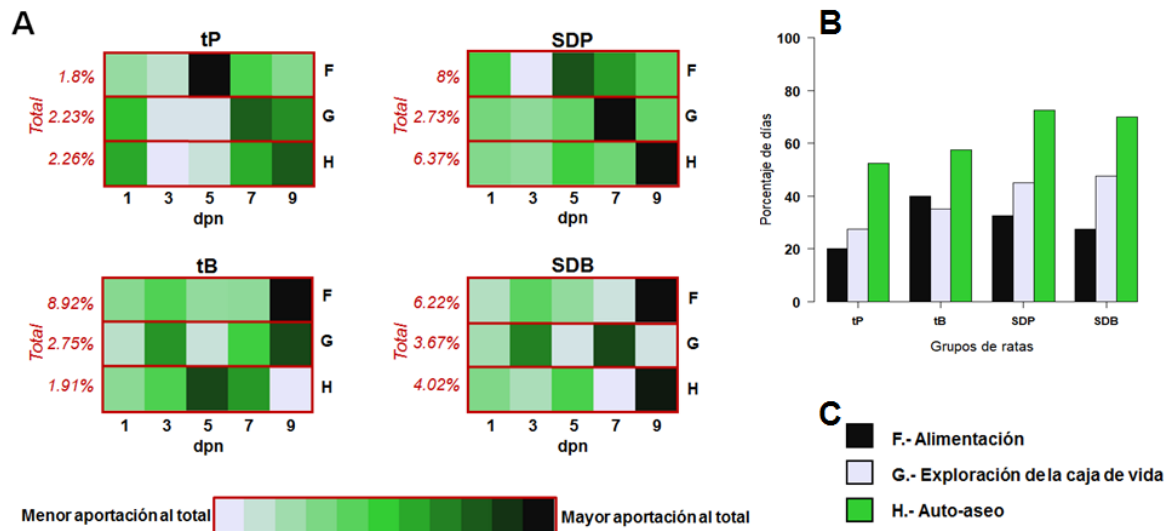 A
tP
1.8%
2.23%
2.26%
Total
F
G
H
1 3 5 7 9
dpn
SDP
8%
2.73%
6.37%
Total
F
G
H
1 3 5 7 9
dpn
tB
8.92%
2.75%
1.91%
Total
F
G
H
1 3 5 7 9
dpn
SDB
6.22%
3.67%
4.02%
Total
F
G
H
1 3 5 7 9
dpn
Menor aportación al total
Mayor aportación al total
B
100
80
60
40
20
0
Porcentaje de días
tP tB SDP SDB
Grupos de ratas
C
F.- Alimentación
G.- Exploración de la caja de vida
H.- Auto-aseo